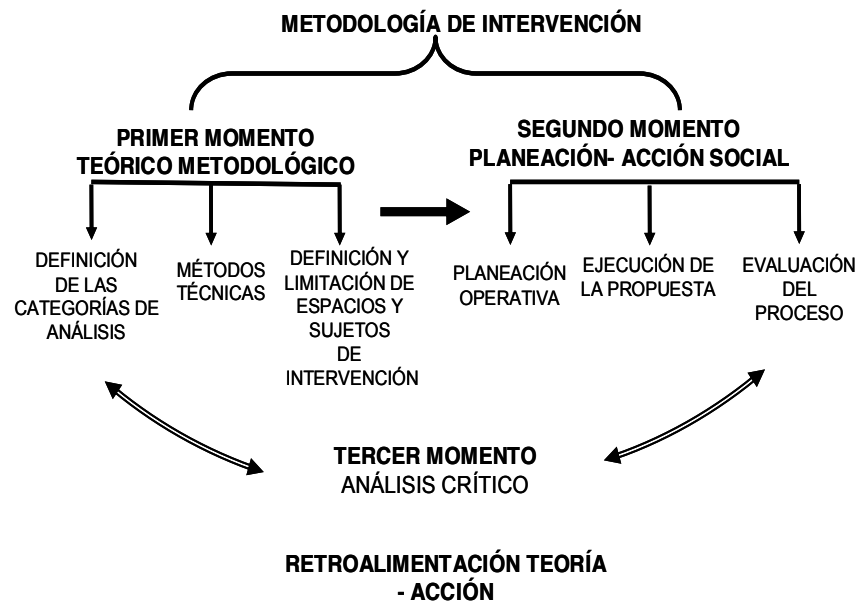 METODOLOGÍA DE INTERVENCIÓN
PRIMER MOMENTO
TEÓRICO METODOLÓGICO
SEGUNDO MOMENTO
PLANEACIÓN- ACCIÓN SOCIAL
DEFINICIÓN
DE LAS
CATEGORÍAS DE
ANÁLISIS
MÉTODOS
TÉCNICAS
DEFINICIÓN Y
LIMITACIÓN DE
ESPACIOS Y
SUJETOS
DE
INTERVENCIÓN
PLANEACIÓN
OPERATIVA
EJECUCIÓN DE
LA PROPUESTA
EVALUACIÓN
DEL
PROCESO
TERCER MOMENTO
ANÁLISIS CRÍTICO
RETROALIMENTACIÓN TEORÍA
- ACCIÓN